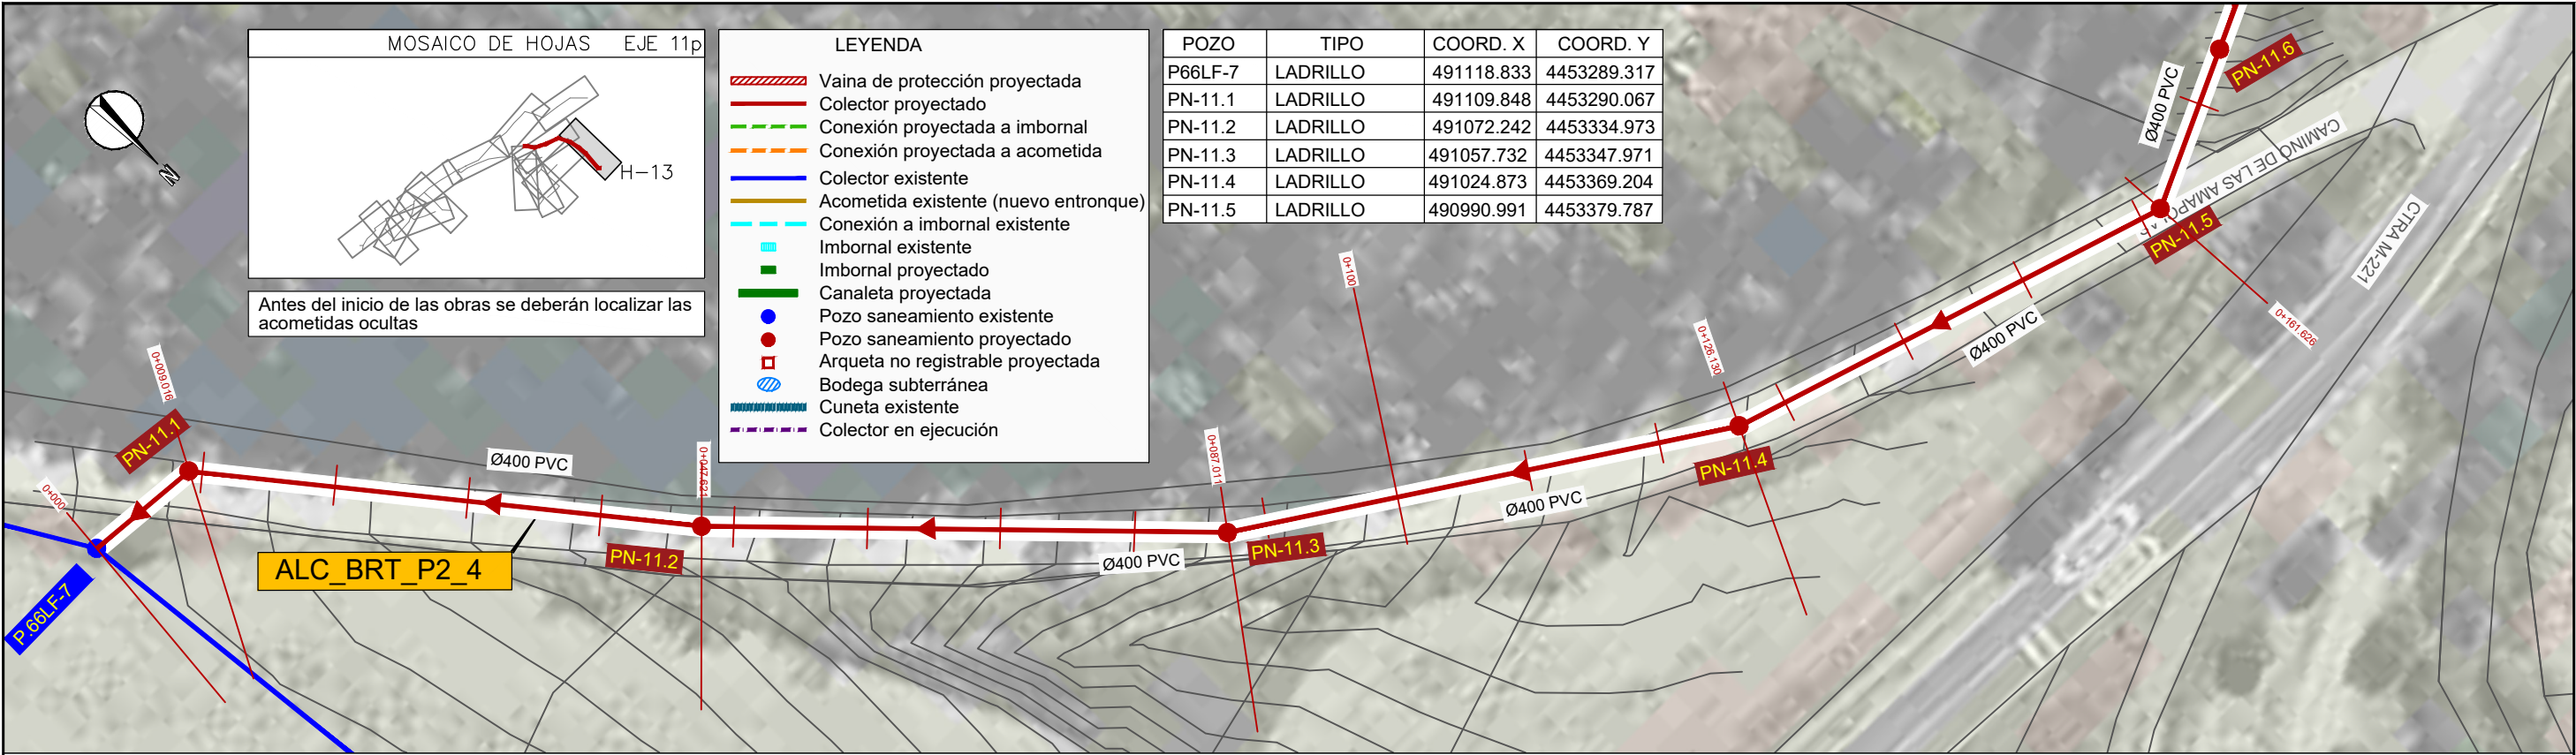 MOSAICO DE HOJAS EJE 11p
H-13
N
Antes del inicio de las obras se deberán localizar las
acometidas ocultas
LEYENDA
Vaina de protección proyectada
Colector proyectado
Conexión proyectada a imbornal
Conexión proyectada a acometida
Colector existente
Acometida existente (nuevo entronque)
Conexión a imbornal existente
Imbornal existente
Imbornal proyectado
Canaleta proyectada
Pozo saneamiento existente
Pozo saneamiento proyectado
Arqueta no registrable proyectada
Bodega subterránea
Cuneta existente
Colector en ejecución
POZO TIPO COORD. X COORD. Y
P66LF-7 LADRILLO 491118.833 4453289.317
PN-11.1 LADRILLO 491109.848 4453290.067
PN-11.2 LADRILLO 491072.242 4453334.973
PN-11.3 LADRILLO 491057.732 4453347.971
PN-11.4 LADRILLO 491024.873 4453369.204
PN-11.5 LADRILLO 490990.991 4453379.787
PN-11.6
Ø400 PVC
CAMINO DE LAS AMAPO
PN-11.5
CTRA M-221
0+161.626
0+100
0+126.130
Ø400 PVC
0+009.016
PN-11.1
0+000
P.66LF-7
Ø400 PVC
ALC_BRT_P2_4
0+047.621
PN-11.2
0+087.011
Ø400 PVC
PN-11.3
Ø400 PVC
PN-11.4